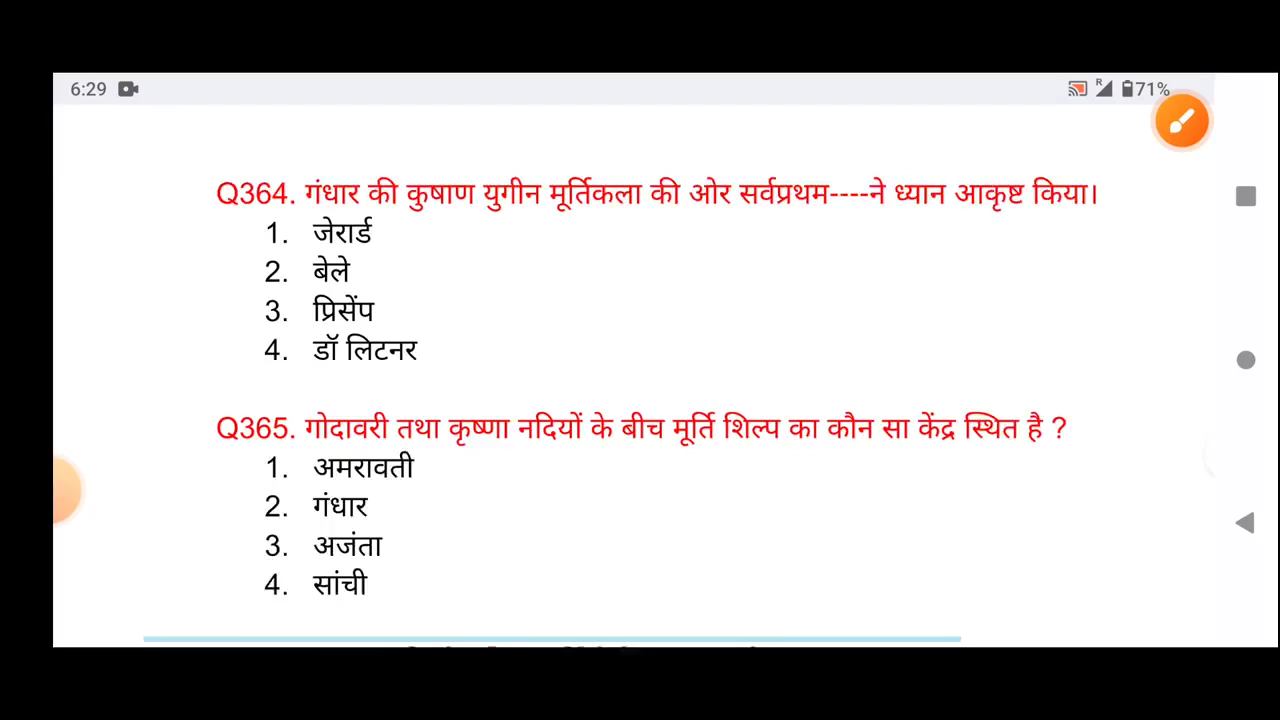 6:29
R
71%
Q364. गंधार की कुषाण युगीन मूर्तिकला की ओर सर्वप्रथम----ने ध्यान आकृष्ट किया।
1. जेरार्ड
2. बेले
3. प्रिसेंप
4. डॉ लिटनर
Q365. गोदावरी तथा कृष्णा नदियों के बीच मूर्ति शिल्प का कौन सा केंद्र स्थित है ?
1. अमरावती
2. गंधार
3. अजंता
4. सांची